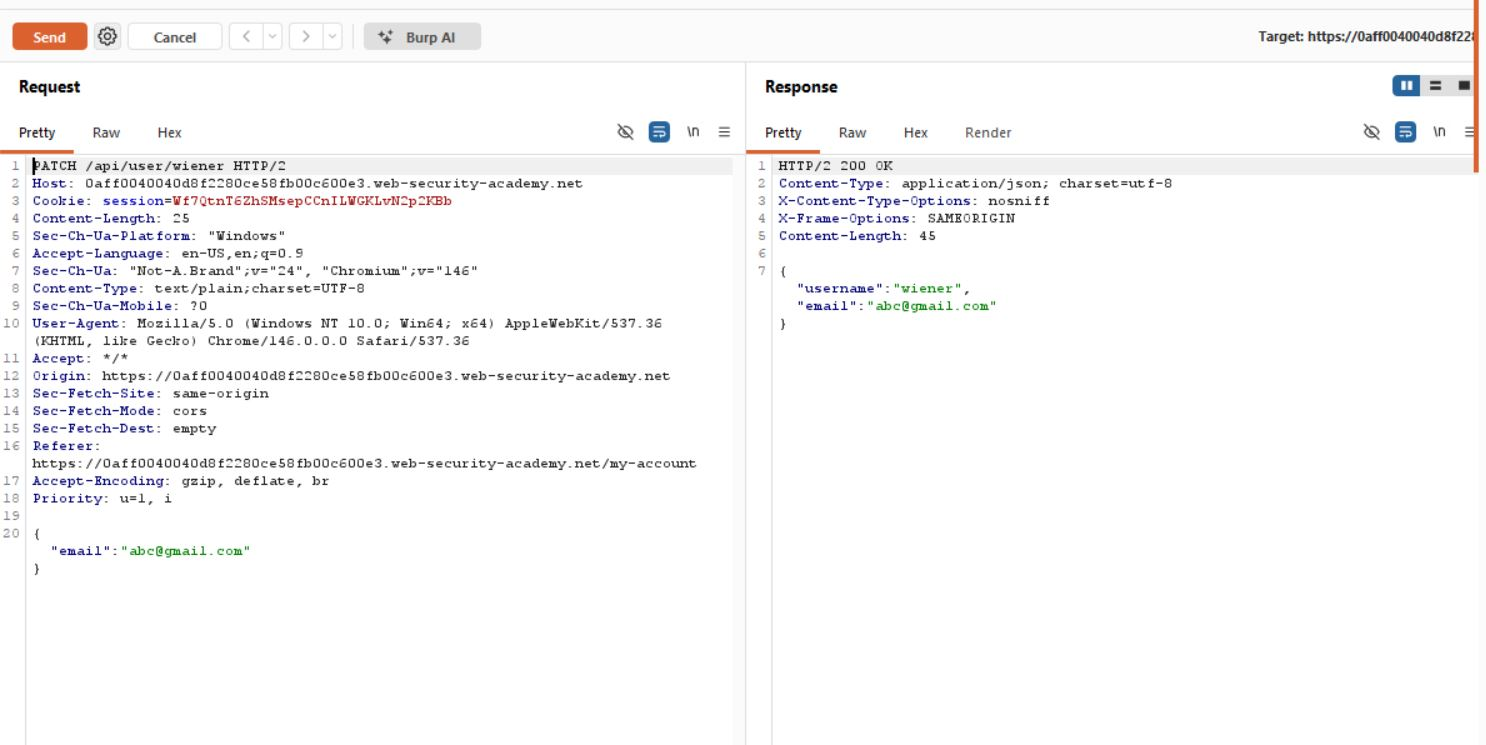 Send Cancel Burp AI Target: https://0aff0040040d8f228
Request
Pretty Raw Hex \n
1 PATCH /api/user/wiener HTTP/2
2 Host: 0aff0040040d8f2280ce58fb00c600e3.web-security-academy.net
3 Cookie: session=Wf7QtnT6ZhSMsepCCnILWGKLvN2p2KBb
4 Content-Length: 25
5 Sec-Ch-Ua-Platform: "Windows"
6 Accept-Language: en-US,en;q=0.9
7 Sec-Ch-Ua: "Not-A.Brand";v="24", "Chromium";v="146"
8 Content-Type: text/plain;charset=UTF-8
9 Sec-Ch-Ua-Mobile: ?0
10 User-Agent: Mozilla/5.0 (Windows NT 10.0; Win64; x64) AppleWebKit/537.36
(KHTML, like Gecko) Chrome/146.0.0.0 Safari/537.36
11 Accept: */*
12 Origin: https://0aff0040040d8f2280ce58fb00c600e3.web-security-academy.net
13 Sec-Fetch-Site: same-origin
14 Sec-Fetch-Mode: cors
15 Sec-Fetch-Dest: empty
16 Referer:
https://0aff0040040d8f2280ce58fb00c600e3.web-security-academy.net/my-account
17 Accept-Encoding: gzip, deflate, br
18 Priority: u=1, i
19
20 {
"email":"abc@gmail.com"
}
Response
Pretty Raw Hex Render \n
1 HTTP/2 200 OK
2 Content-Type: application/json; charset=utf-8
3 X-Content-Type-Options: nosniff
4 X-Frame-Options: SAMEORIGIN
5 Content-Length: 45
6
7 {
"username":"wiener",
"email":"abc@gmail.com"
}